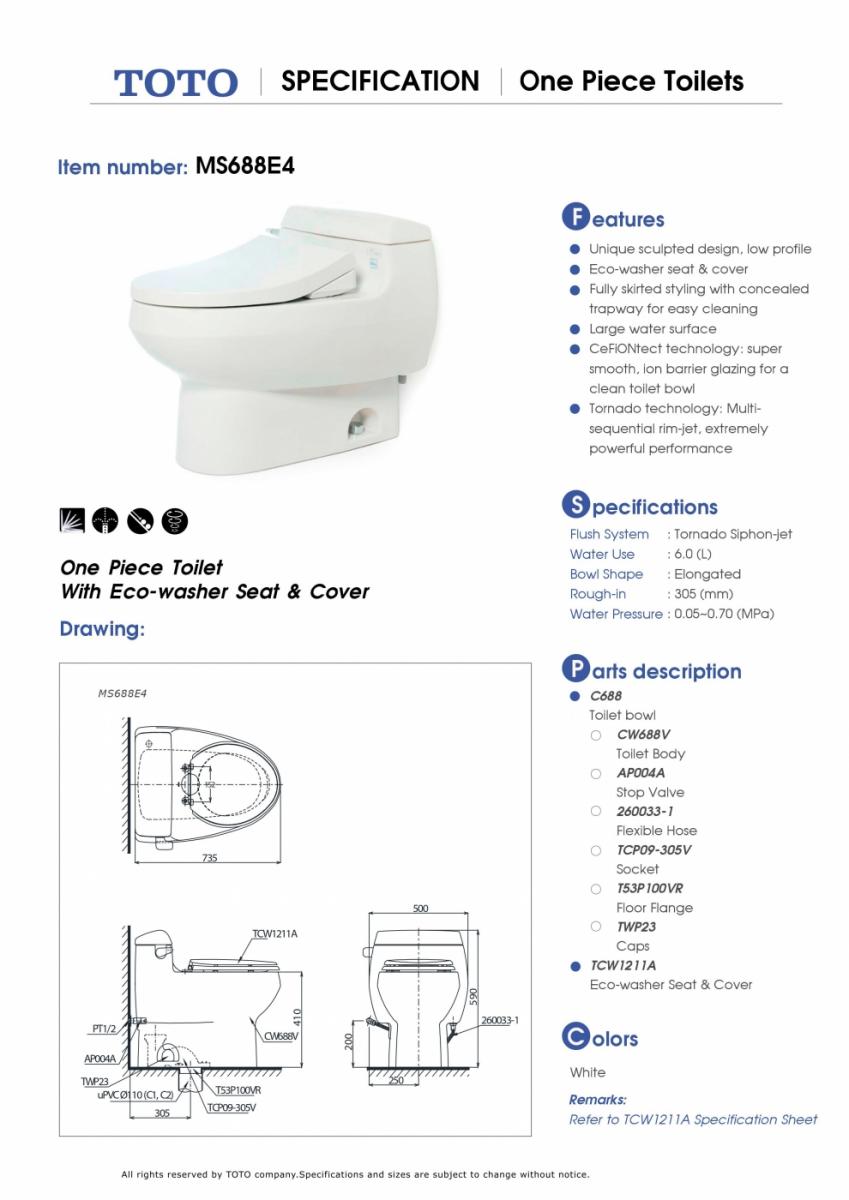 TOTO | SPECIFICATION | One Piece Toilets
Item number: MS688E4
Features
Unique sculpted design, low profile
Eco-washer seat & cover
Fully skirted styling with concealed
trapway for easy cleaning
Large water surface
CeFiONtect technology: super
smooth, ion barrier glazing for a
clean toilet bowl
Tornado technology: Multi-
sequential rim-jet, extremely
powerful performance
One Piece Toilet
With Eco-washer Seat & Cover
Specifications
Flush System : Tornado Siphon-jet
Water Use : 6.0 (L)
Bowl Shape : Elongated
Rough-in : 305 (mm)
Water Pressure : 0.05~0.70 (MPa)
Parts description
C688
Toilet bowl
CW688V
Toilet Body
AP004A
Stop Valve
260033-1
Flexible Hose
TCP09-305V
Socket
T53P100VR
Floor Flange
TWP23
Caps
TCW1211A
Eco-washer Seat & Cover
Colors
White
Remarks:
Refer to TCW1211A Specification Sheet
Drawing:
MS688E4
735
TCW1211A
410
PT1/2
CW688V
AP004A
TWP23
uPVC Ø110 (C1, C2)
T53P100VR
TCP09-305V
305
500
590
260033-1
200
250
All rights reserved by TOTO company.Specifications and sizes are subject to change without notice.